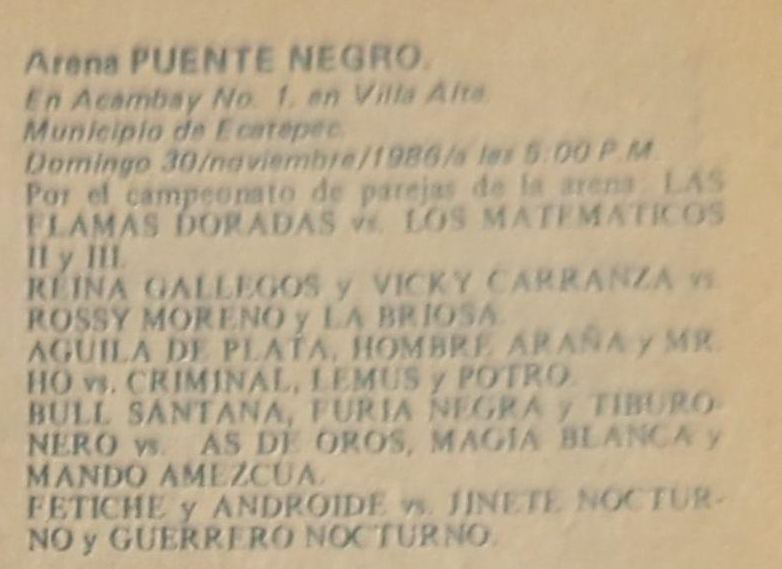 Arena PUENTE NEGRO.
En Acambay No. 1, en Villa Alta.
Municipio de Ecatepec.
Domingo 30/noviembre/1986/a las 5:00 P.M.
Por el campeonato de parejas de la arena: LAS
FLAMAS DORADAS vs. LOS MATEMATICOS
II y III.
REINA GALLEGOS y VICKY CARRANZA vs.
ROSSY MORENO y LA BRIOSA.
AGUILA DE PLATA, HOMBRE ARAÑA y MR.
HO vs. CRIMINAL, LEMUS y POTRO.
BULL SANTANA, FURIA NEGRA y TIBURO-
NERO vs. AS DE OROS, MAGIA BLANCA y
MANDO AMEZCUA.
FETICHE y ANDROIDE vs. JINETE NOCTUR-
NO y GUERRERO NOCTURNO.